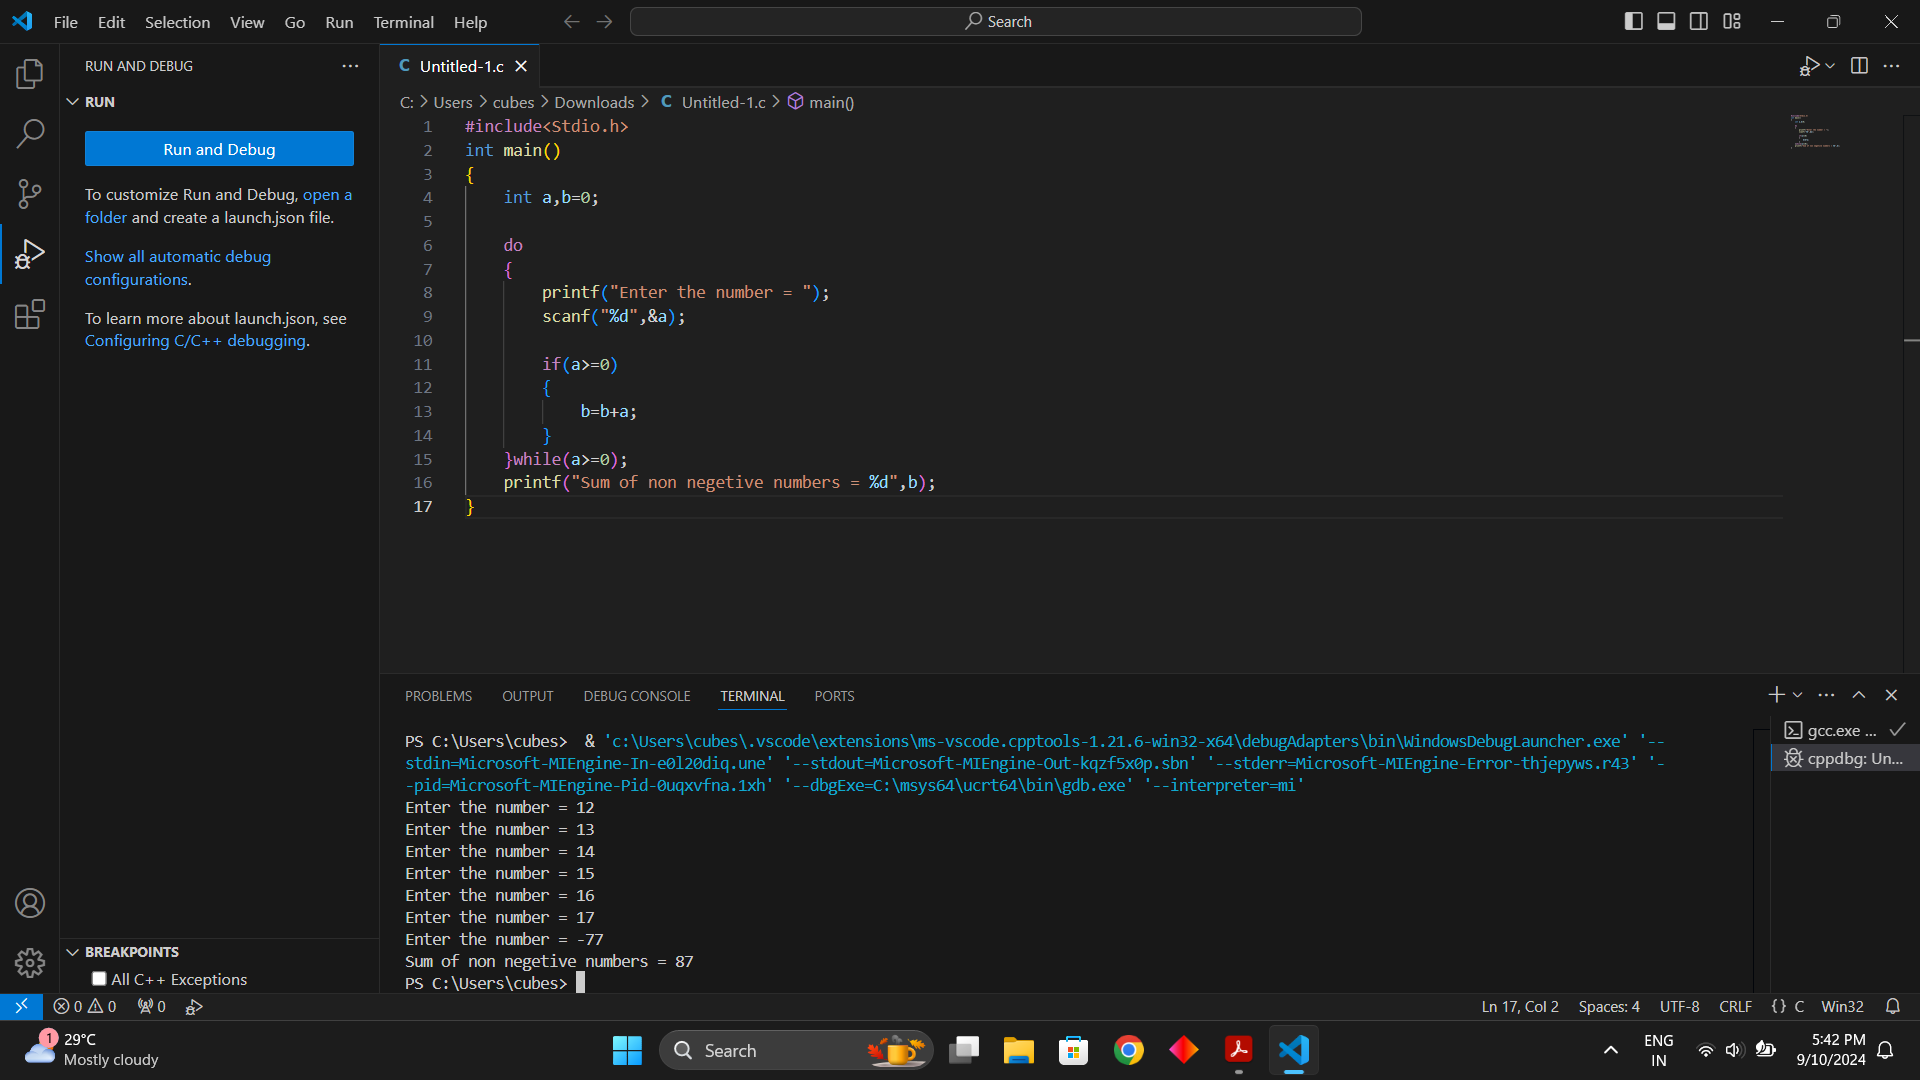 File Edit Selection View Go Run Terminal Help
Search
RUN AND DEBUG
RUN
Run and Debug
To customize Run and Debug, open a
folder and create a launch.json file.
Show all automatic debug
configurations.
To learn more about launch.json, see
Configuring C/C++ debugging.
BREAKPOINTS
All C++ Exceptions
C Untitled-1.c
C: > Users > cubes > Downloads > C Untitled-1.c > main()
1 #include<Stdio.h>
2 int main()
3 {
4 int a,b=0;
5
6 do
7 {
8 printf("Enter the number = ");
9 scanf("%d",&a);
10
11 if(a>=0)
12 {
13 b=b+a;
14 }
15 }while(a>=0);
16 printf("Sum of non negetive numbers = %d",b);
17 }
PROBLEMS OUTPUT DEBUG CONSOLE TERMINAL PORTS
PS C:\Users\cubes> & 'c:\Users\cubes\.vscode\extensions\ms-vscode.cpptools-1.21.6-win32-x64\debugAdapters\bin\WindowsDebugLauncher.exe' '--
stdin=Microsoft-MIEngine-In-e0l20diq.une' '--stdout=Microsoft-MIEngine-Out-kqzf5x0p.sbn' '--stderr=Microsoft-MIEngine-Error-thjepyws.r43' '-
-pid=Microsoft-MIEngine-Pid-0uqxvfna.1xh' '--dbgExe=C:\msys64\ucrt64\bin\gdb.exe' '--interpreter=mi'
Enter the number = 12
Enter the number = 13
Enter the number = 14
Enter the number = 15
Enter the number = 16
Enter the number = 17
Enter the number = -77
Sum of non negetive numbers = 87
PS C:\Users\cubes>
gcc.exe ...
cppdbg: Un...
0 0 0
Ln 17, Col 2 Spaces: 4 UTF-8 CRLF {} C Win32
1
29°C
Mostly cloudy
Search
ENG
IN
5:42 PM
9/10/2024